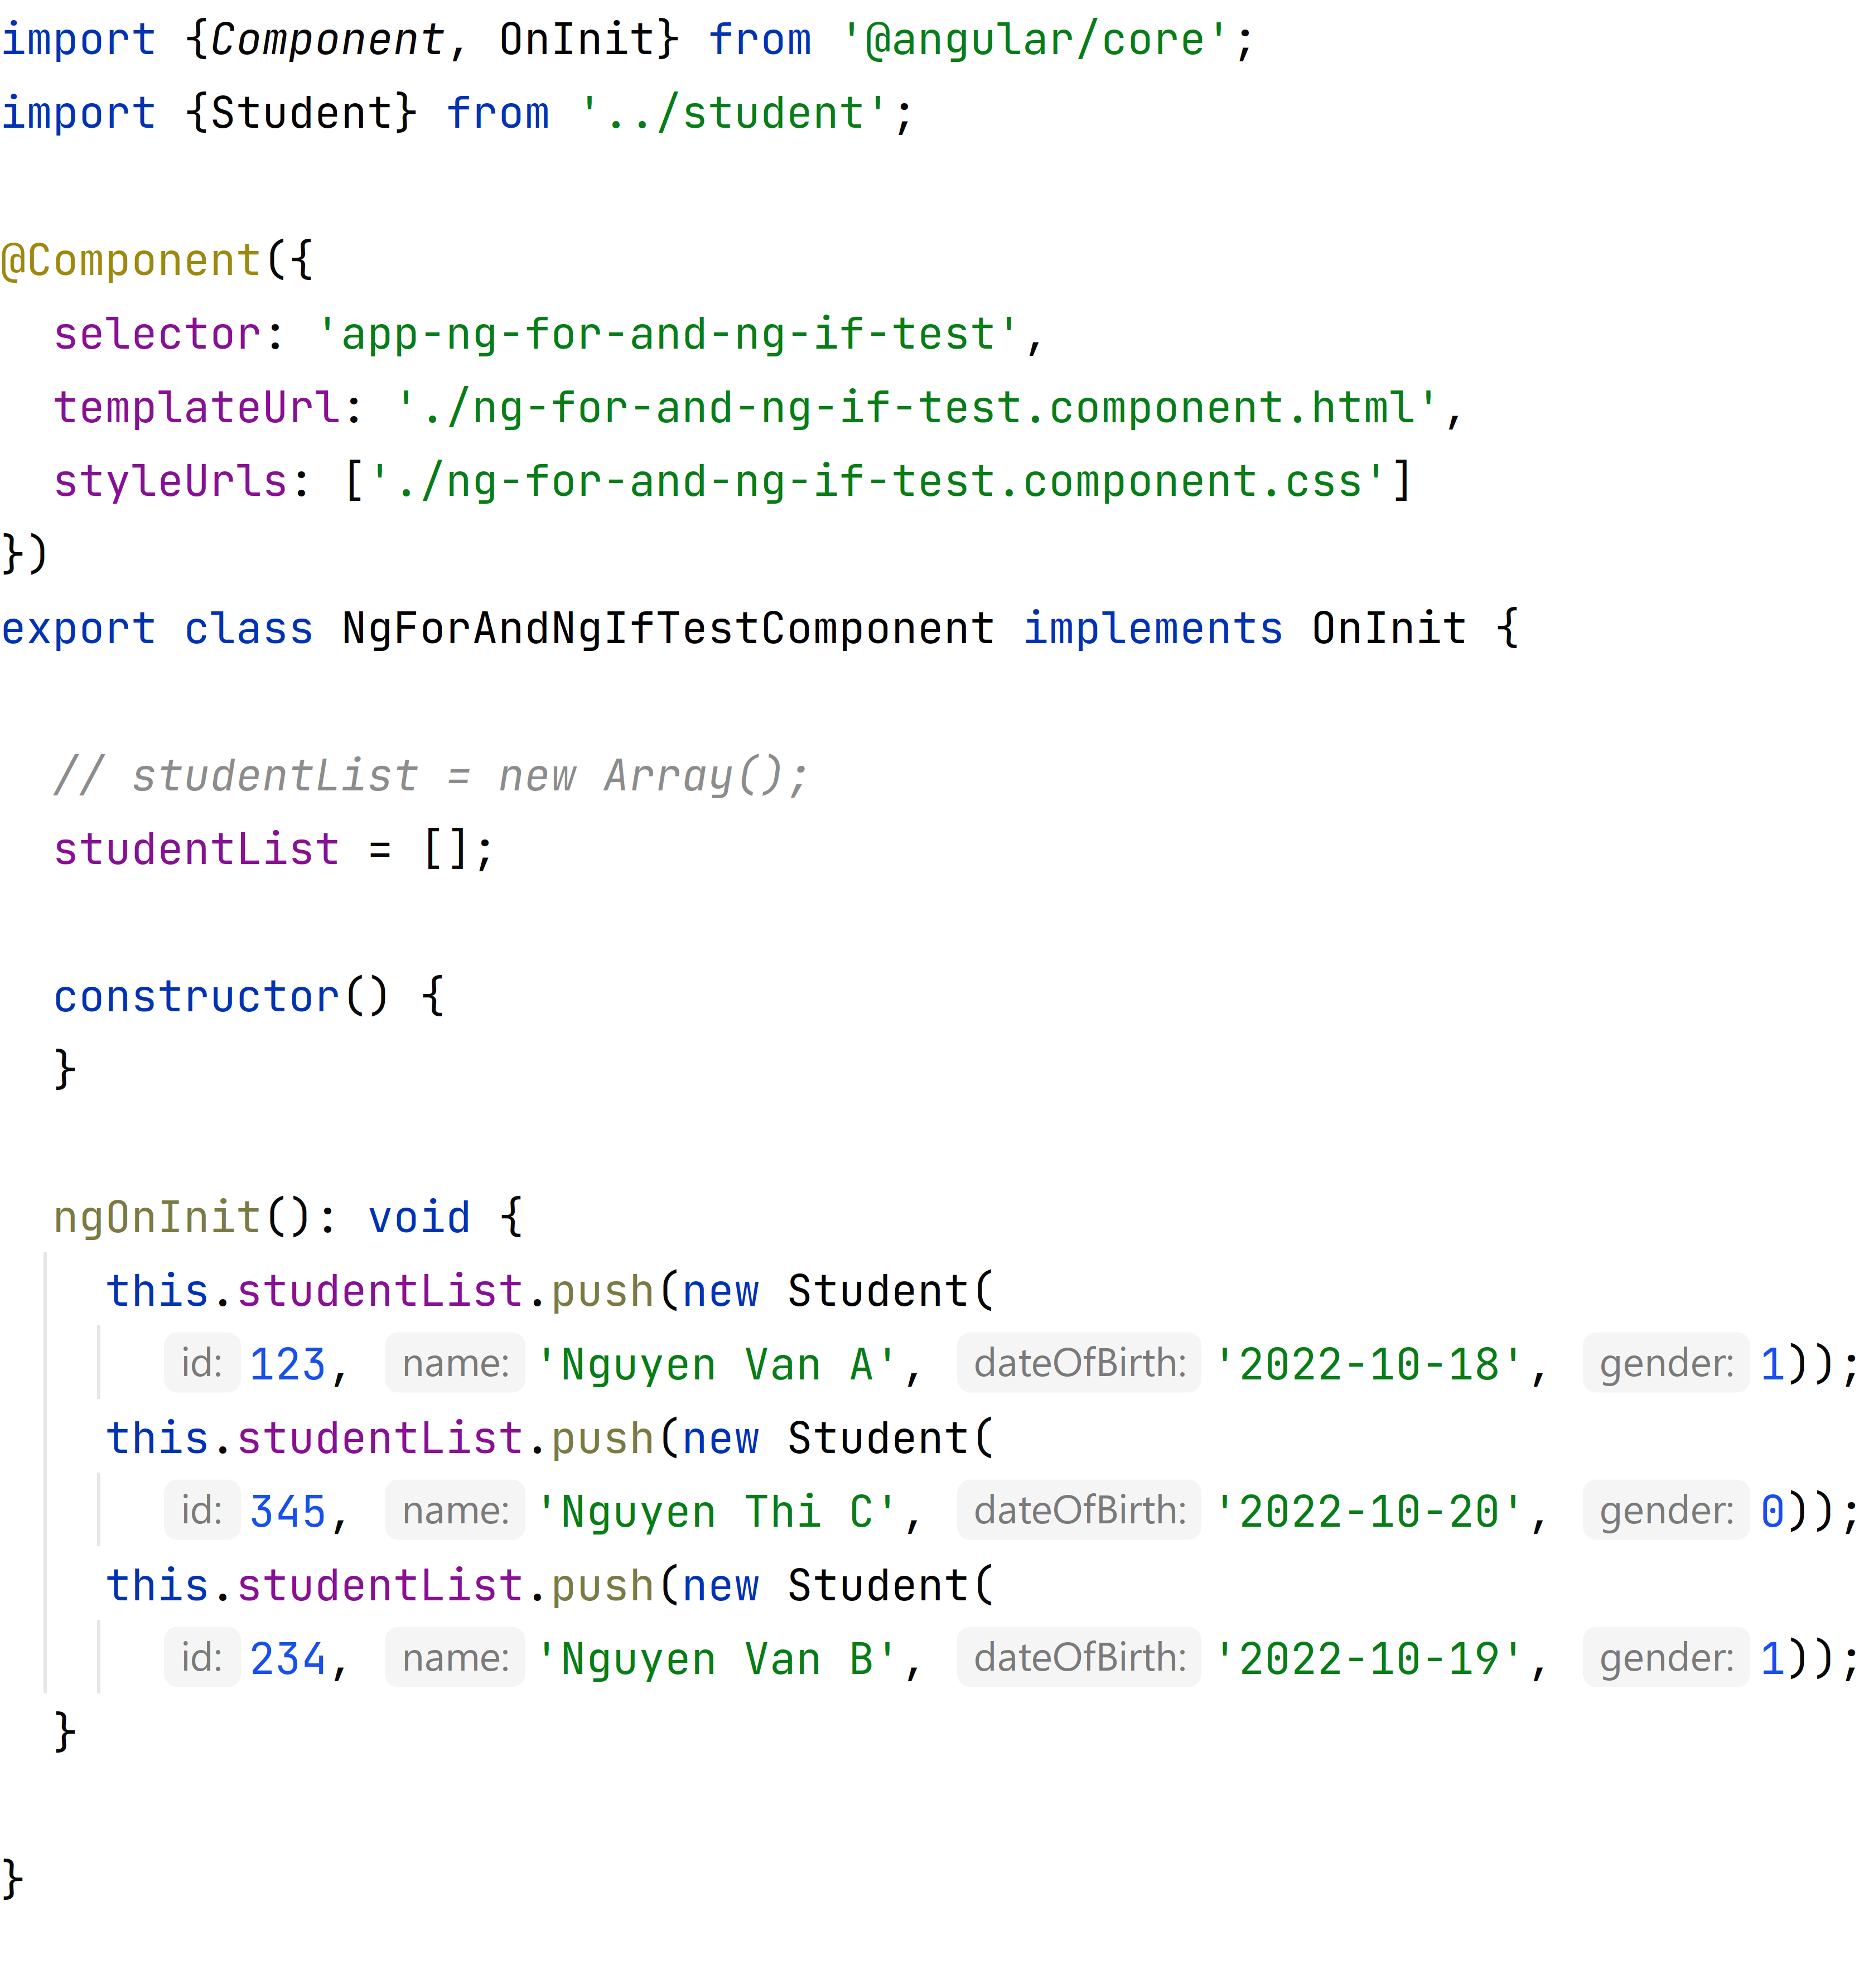 import {Component, OnInit} from '@angular/core';
import {Student} from '../student';
@Component({
selector: 'app-ng-for-and-ng-if-test',
templateUrl: './ng-for-and-ng-if-test.component.html',
styleUrls: ['./ng-for-and-ng-if-test.component.css']
})
export class NgForAndNgIfTestComponent implements OnInit {
// studentList = new Array();
studentList = [];
constructor() {
}
ngOnInit(): void {
this.studentList.push(new Student(
id: 123, name: 'Nguyen Van A', dateOfBirth: '2022-10-18', gender: 1));
this.studentList.push(new Student(
id: 345, name: 'Nguyen Thi C', dateOfBirth: '2022-10-20', gender: 0));
this.studentList.push(new Student(
id: 234, name: 'Nguyen Van B', dateOfBirth: '2022-10-19', gender: 1));
}
}